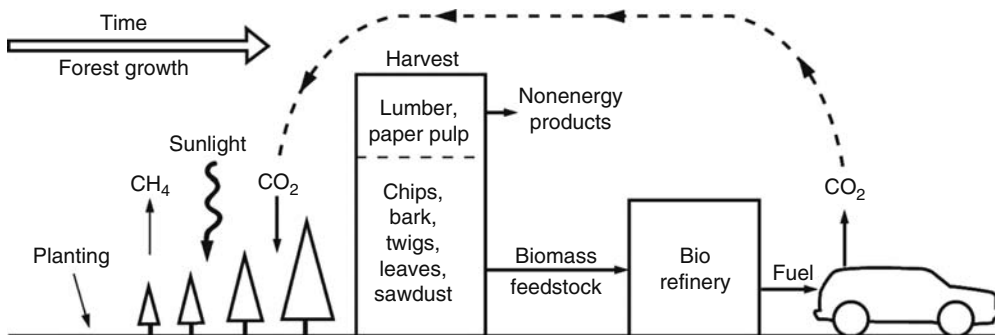 Time
Forest growth
Harvest
Lumber,
paper pulp
Nonenergy
products
Sunlight
CH₄
CO₂
Chips,
bark,
twigs,
leaves,
sawdust
Planting
Biomass
feedstock
Bio
refinery
Fuel
CO₂